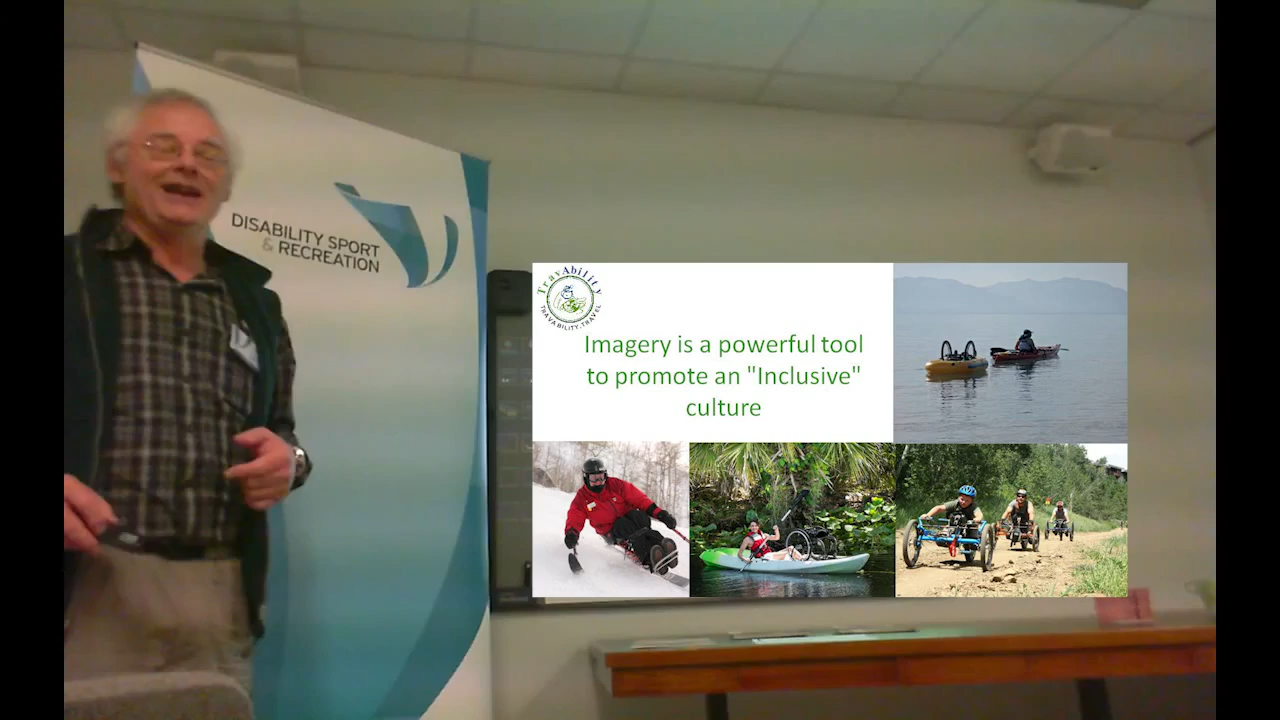 DISABILITY SPORT
& RECREATION
TravAbility
TRAVABILITY.TRAVEL
Imagery is a powerful tool
to promote an "Inclusive"
culture